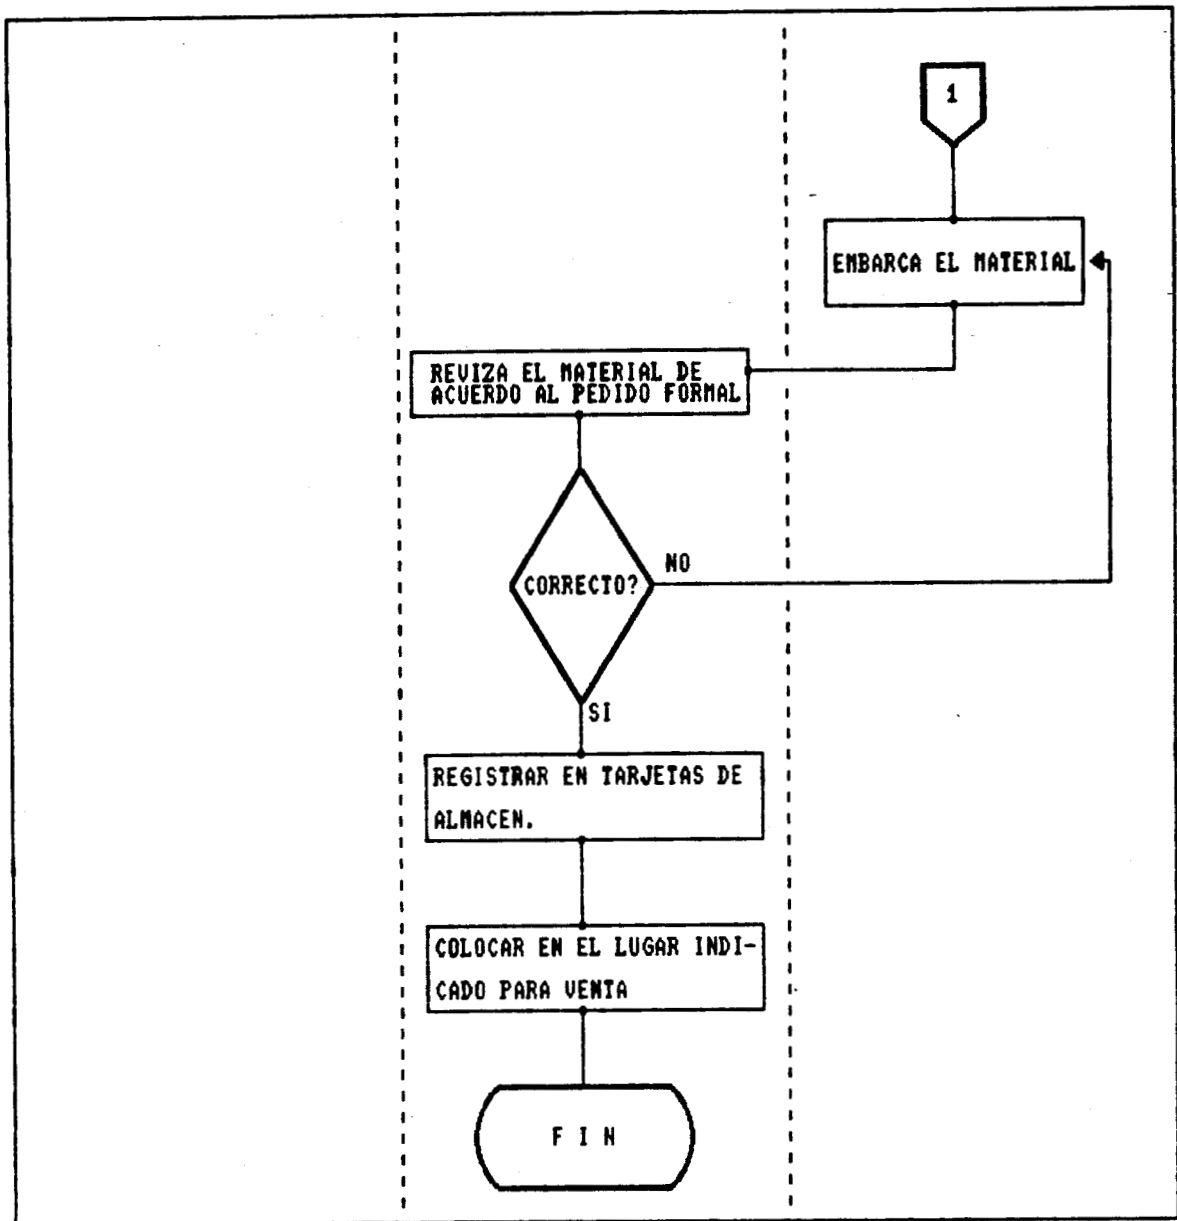 1
EMBARCA EL MATERIAL
REVIZA EL MATERIAL DE
ACUERDO AL PEDIDO FORMAL
CORRECTO?
NO
SI
REGISTRAR EN TARJETAS DE
ALMACEN.
COLOCAR EN EL LUGAR INDI-
CADO PARA VENTA
F I N